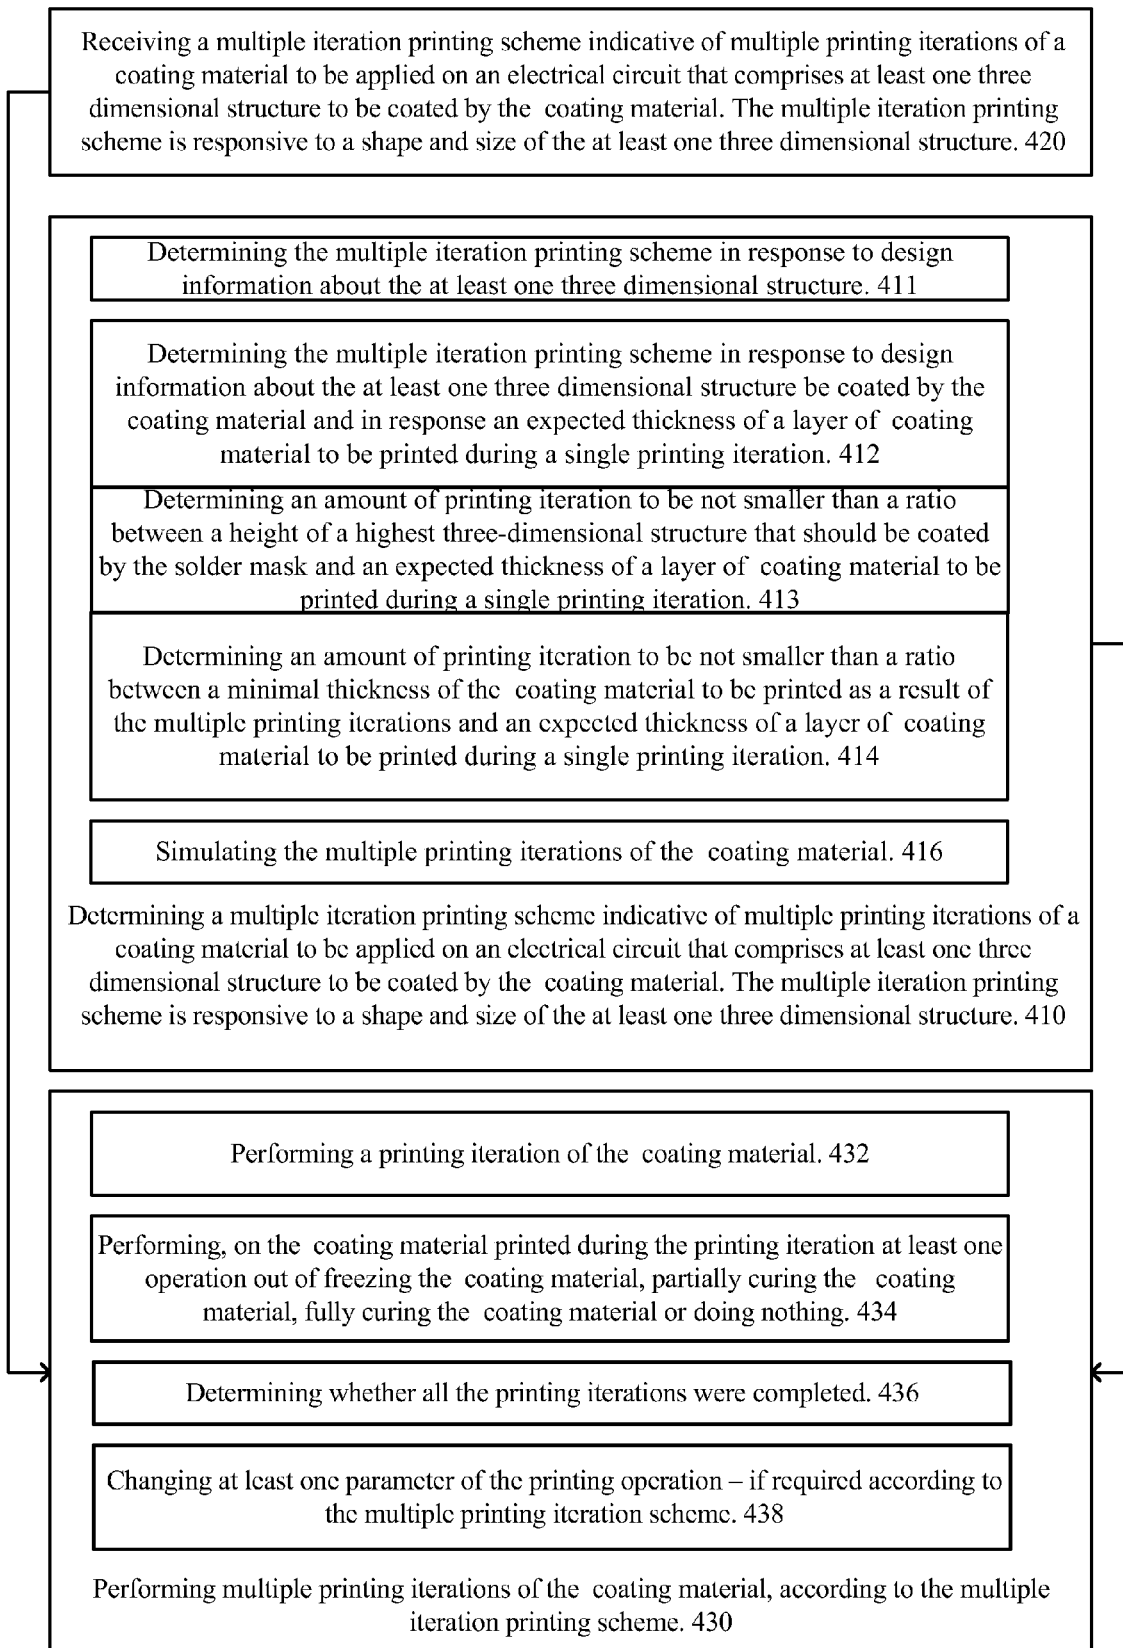 Receiving a multiple iteration printing scheme indicative of multiple printing iterations of a
coating material to be applied on an electrical circuit that comprises at least one three
dimensional structure to be coated by the coating material. The multiple iteration printing
scheme is responsive to a shape and size of the at least one three dimensional structure. 420
Determining the multiple iteration printing scheme in response to design
information about the at least one three dimensional structure. 411
Determining the multiple iteration printing scheme in response to design
information about the at least one three dimensional structure be coated by the
coating material and in response an expected thickness of a layer of coating
material to be printed during a single printing iteration. 412
Determining an amount of printing iteration to be not smaller than a ratio
between a height of a highest three-dimensional structure that should be coated
by the solder mask and an expected thickness of a layer of coating material to be
printed during a single printing iteration. 413
Determining an amount of printing iteration to be not smaller than a ratio
between a minimal thickness of the coating material to be printed as a result of
the multiple printing iterations and an expected thickness of a layer of coating
material to be printed during a single printing iteration. 414
Simulating the multiple printing iterations of the coating material. 416
Determining a multiple iteration printing scheme indicative of multiple printing iterations of a
coating material to be applied on an electrical circuit that comprises at least one three
dimensional structure to be coated by the coating material. The multiple iteration printing
scheme is responsive to a shape and size of the at least one three dimensional structure. 410
Performing a printing iteration of the coating material. 432
Performing, on the coating material printed during the printing iteration at least one
operation out of freezing the coating material, partially curing the coating
material, fully curing the coating material or doing nothing. 434
Determining whether all the printing iterations were completed. 436
Changing at least one parameter of the printing operation – if required according to
the multiple printing iteration scheme. 438
Performing multiple printing iterations of the coating material, according to the multiple
iteration printing scheme. 430